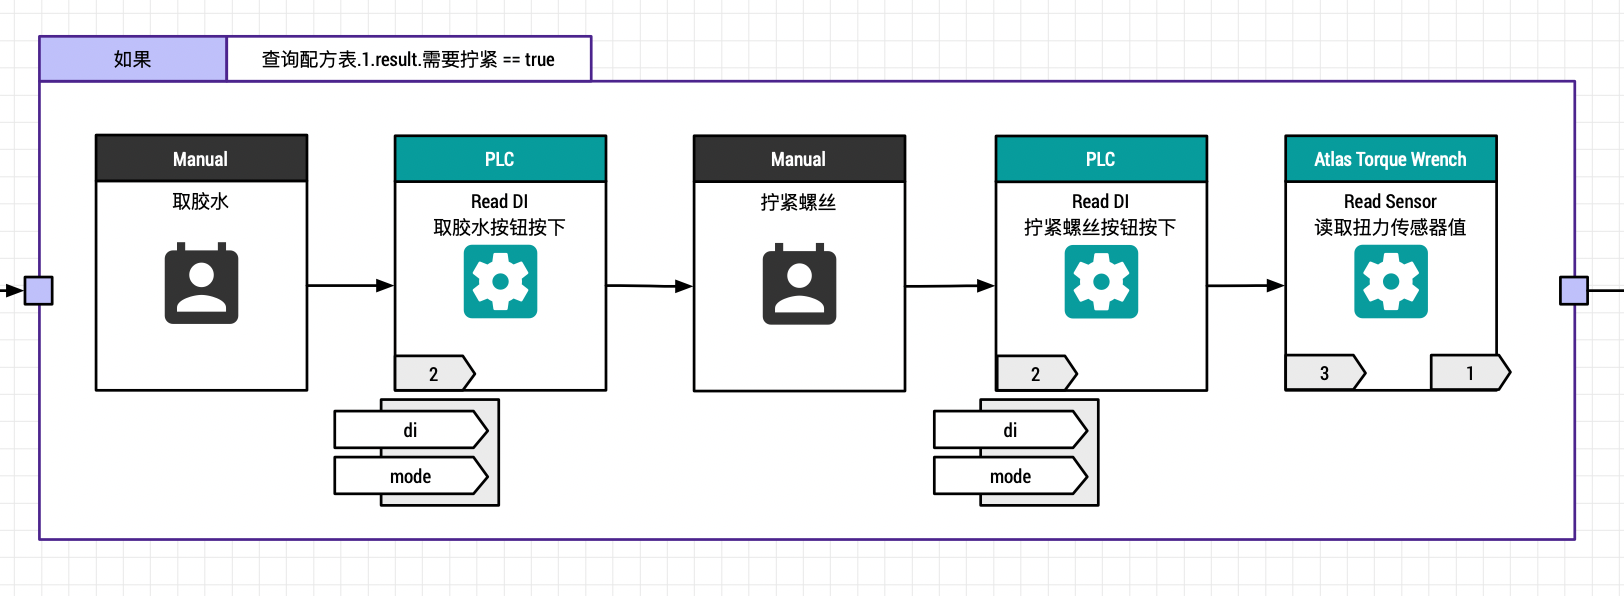 如果
查询配方表.1.result.需要拧紧 == true
Manual
取胶水
PLC
Read DI
取胶水按钮按下
2
di
mode
Manual
拧紧螺丝
PLC
Read DI
拧紧螺丝按钮按下
2
di
mode
Atlas Torque Wrench
Read Sensor
读取扭力传感器值
3
1